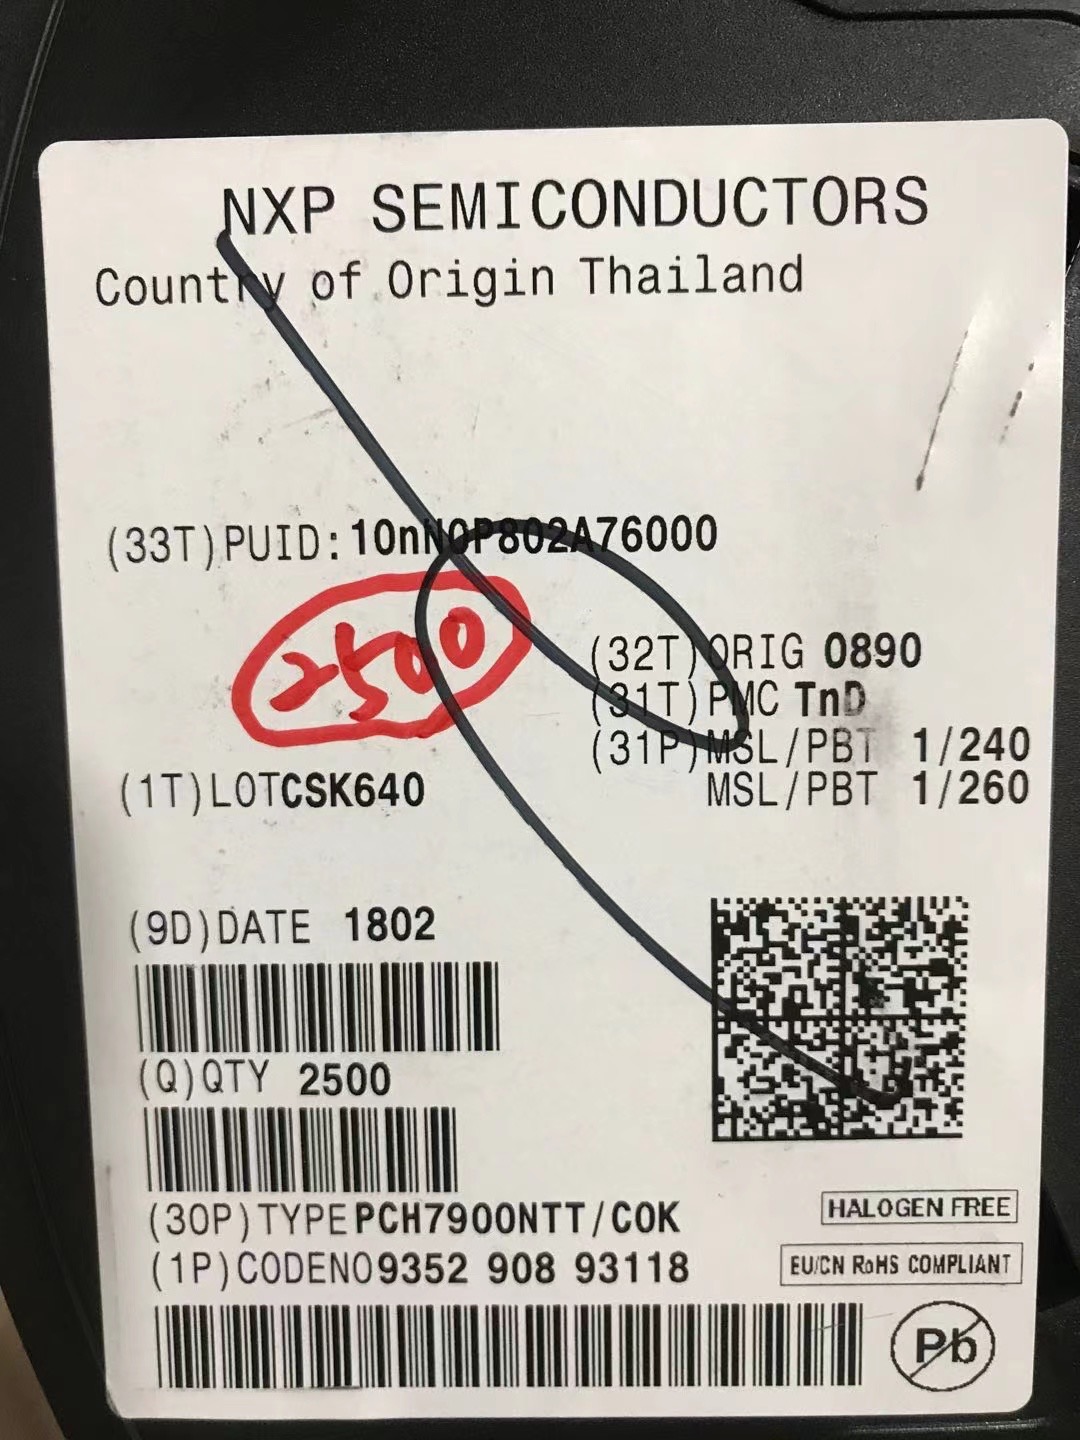 NXP SEMICONDUCTORS
Country of Origin Thailand
(33T)PUID:10nN0P802A76000
2500
(32T)ORIG 0890
(31T)PMC TnD
(31P)MSL/PBT 1/240
MSL/PBT 1/260
(1T)LOTCSK640
(9D)DATE 1802
(Q)QTY 2500
(30P)TYPEPCH7900NTT/C0K
HALOGEN FREE
(1P)CODENO9352 908 93118
EU/CN RoHS COMPLIANT
Pb